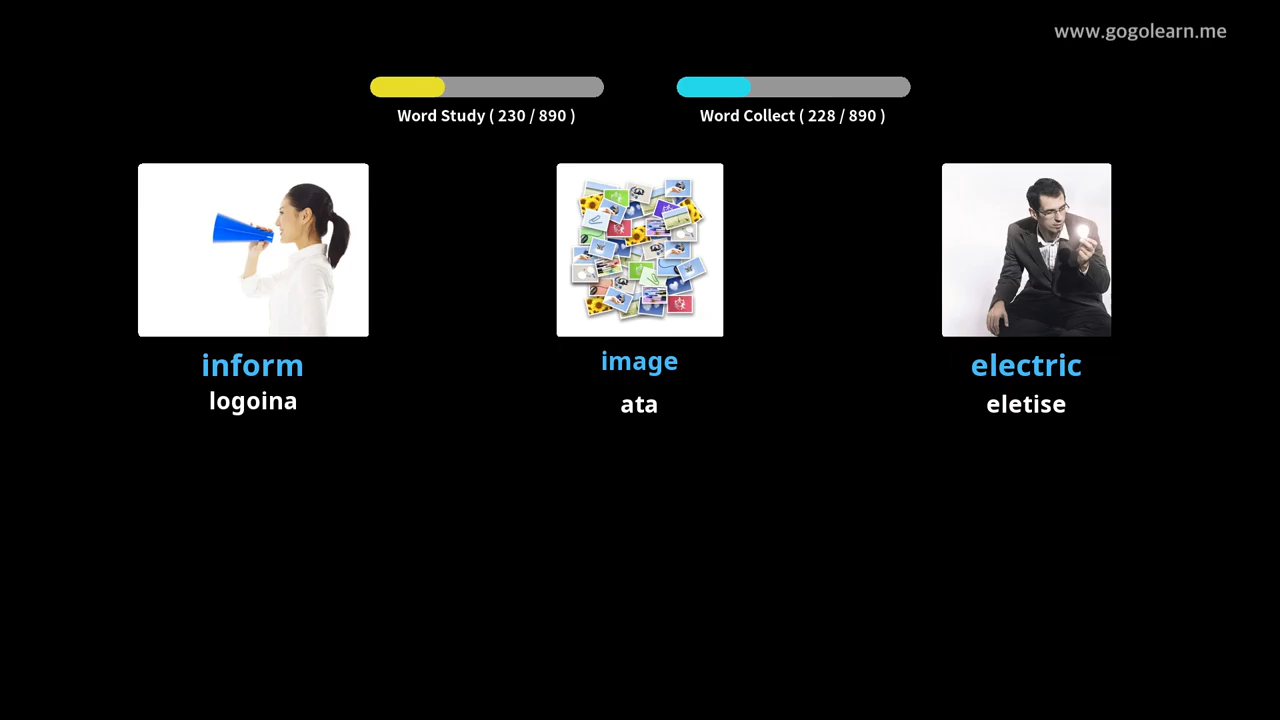 www.gogolearn.me
Word Study ( 230 / 890 )
Word Collect ( 228 / 890 )
inform
image
electric
logoina
ata
eletise